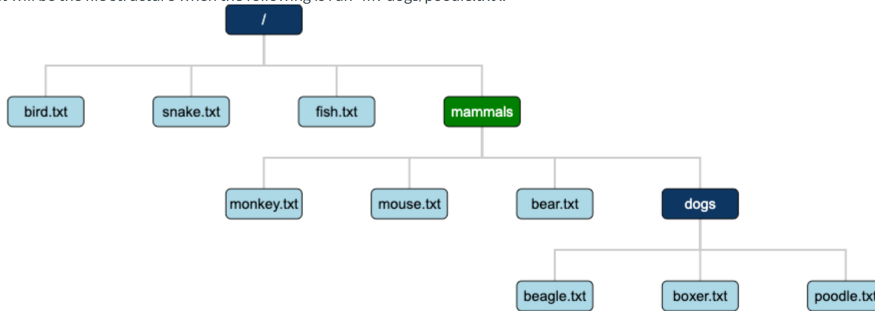 /
bird.txt snake.txt fish.txt mammals
monkey.txt mouse.txt bear.txt dogs
beagle.txt boxer.txt poodle.txt